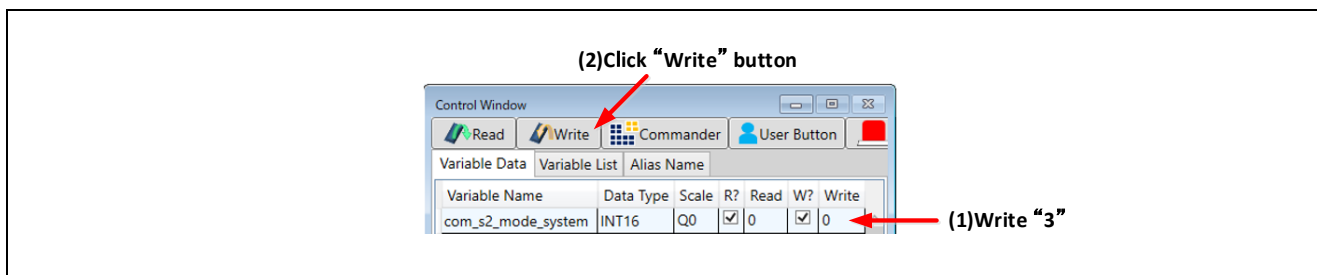 (2)Click “Write” button
Control Window
Read Write Commander User Button
Variable Data Variable List Alias Name
Variable Name Data Type Scale R? Read W? Write
com_s2_mode_system INT16 Q0 0 0
(1)Write “3”